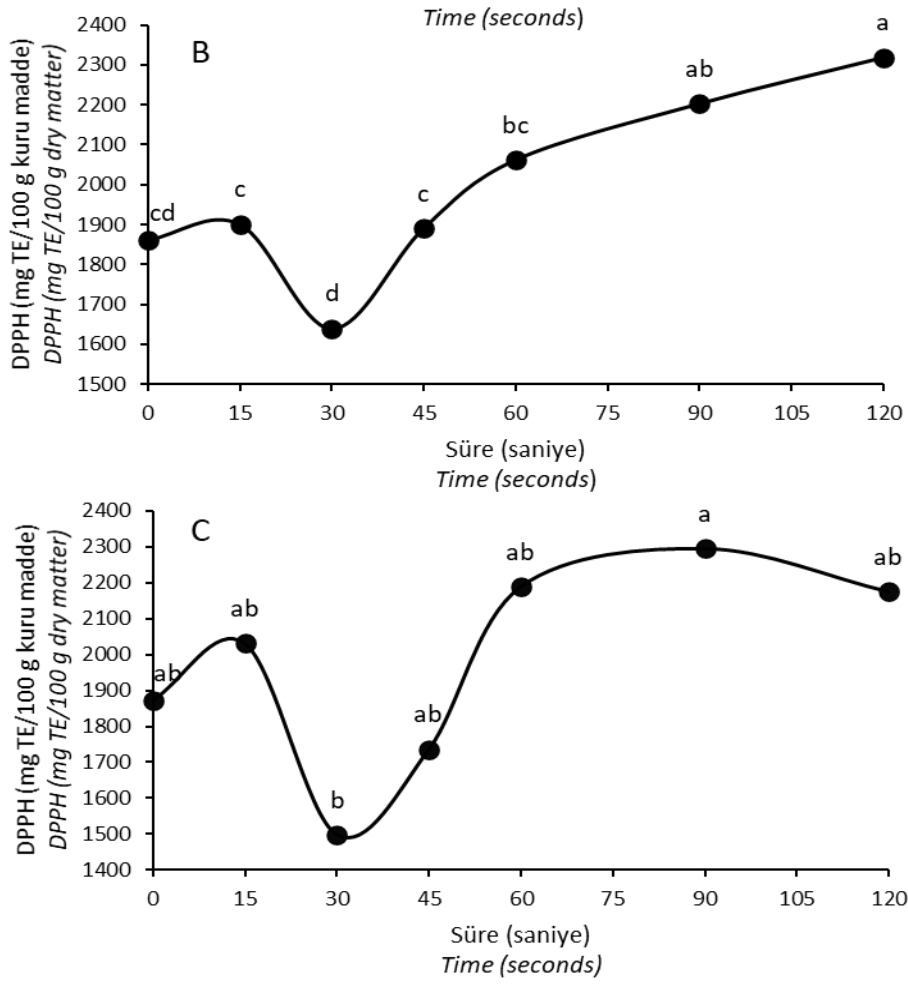 Time (seconds)
DPPH (mg TE/100 g kuru madde)
DPPH (mg TE/100 g dry matter)
B
2400
2300
2200
2100
2000
1900
1800
1700
1600
1500
cd
c
d
c
bc
ab
a
0 15 30 45 60 75 90 105 120
Süre (saniye)
Time (seconds)
DPPH (mg TE/100 g kuru madde)
DPPH (mg TE/100 g dry matter)
C
2400
2300
2200
2100
2000
1900
1800
1700
1600
1500
1400
ab
ab
b
ab
ab
a
ab
0 15 30 45 60 75 90 105 120
Süre (saniye)
Time (seconds)